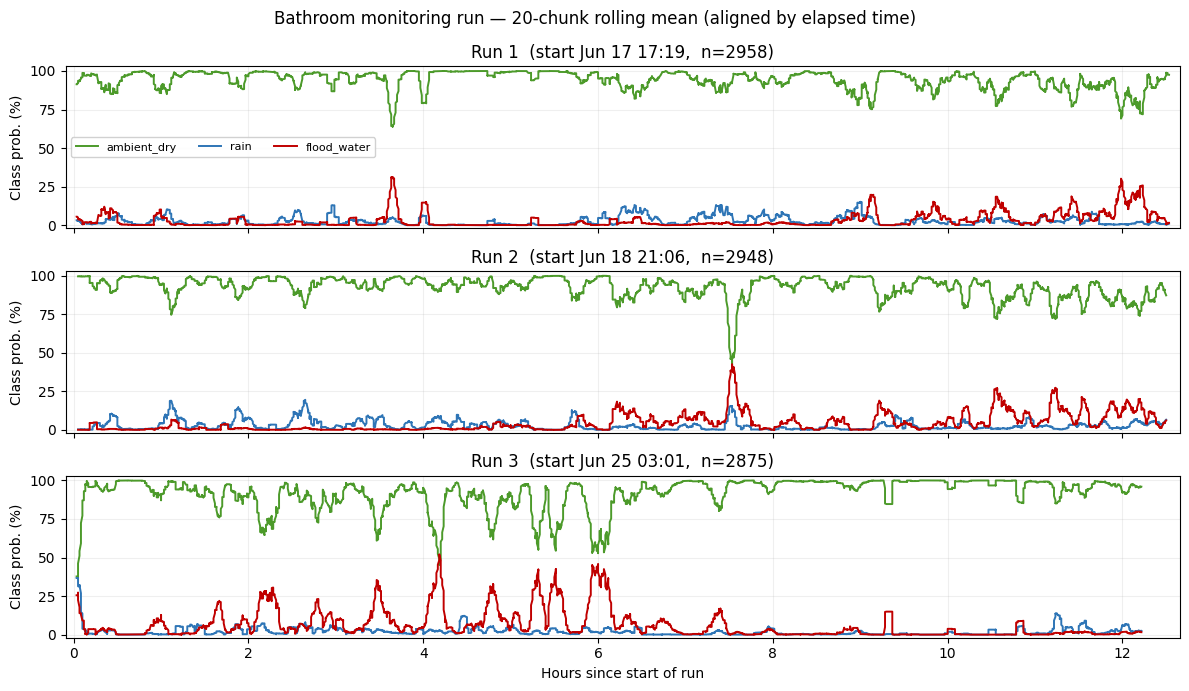 Bathroom monitoring run — 20-chunk rolling mean (aligned by elapsed time)
Run 1  (start Jun 17 17:19,  n=2958)
100
75
50
25
0
Class prob. (%)
ambient_dry  rain  flood_water
Run 2  (start Jun 18 21:06,  n=2948)
100
75
50
25
0
Class prob. (%)
Run 3  (start Jun 25 03:01,  n=2875)
100
75
50
25
0
Class prob. (%)
0 2 4 6 8 10 12
Hours since start of run